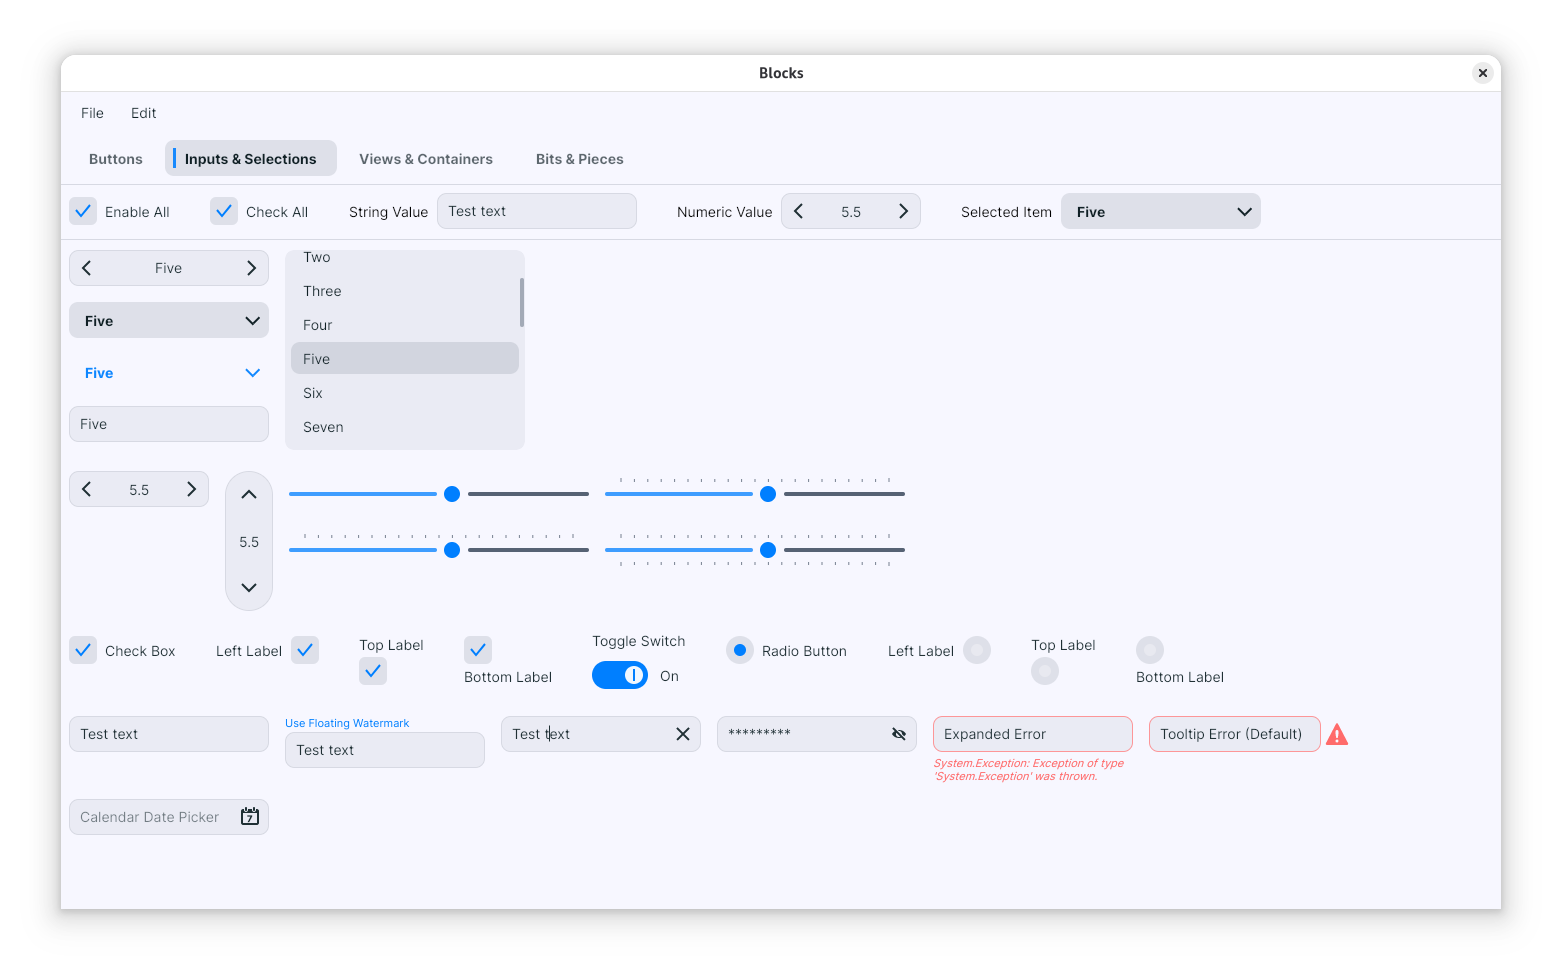 Blocks
File Edit
Buttons Inputs & Selections Views & Containers Bits & Pieces
Enable All Check All String Value Test text Numeric Value 5.5 Selected Item Five
Five
Five
Five
Five
Two
Three
Four
Five
Six
Seven
5.5
5.5
Check Box Left Label Top Label Bottom Label Toggle Switch On Radio Button Left Label Top Label Bottom Label
Use Floating Watermark
Test text Test text Test text ********* Expanded Error Tooltip Error (Default)
System.Exception: Exception of type
'System.Exception' was thrown.
Calendar Date Picker 7